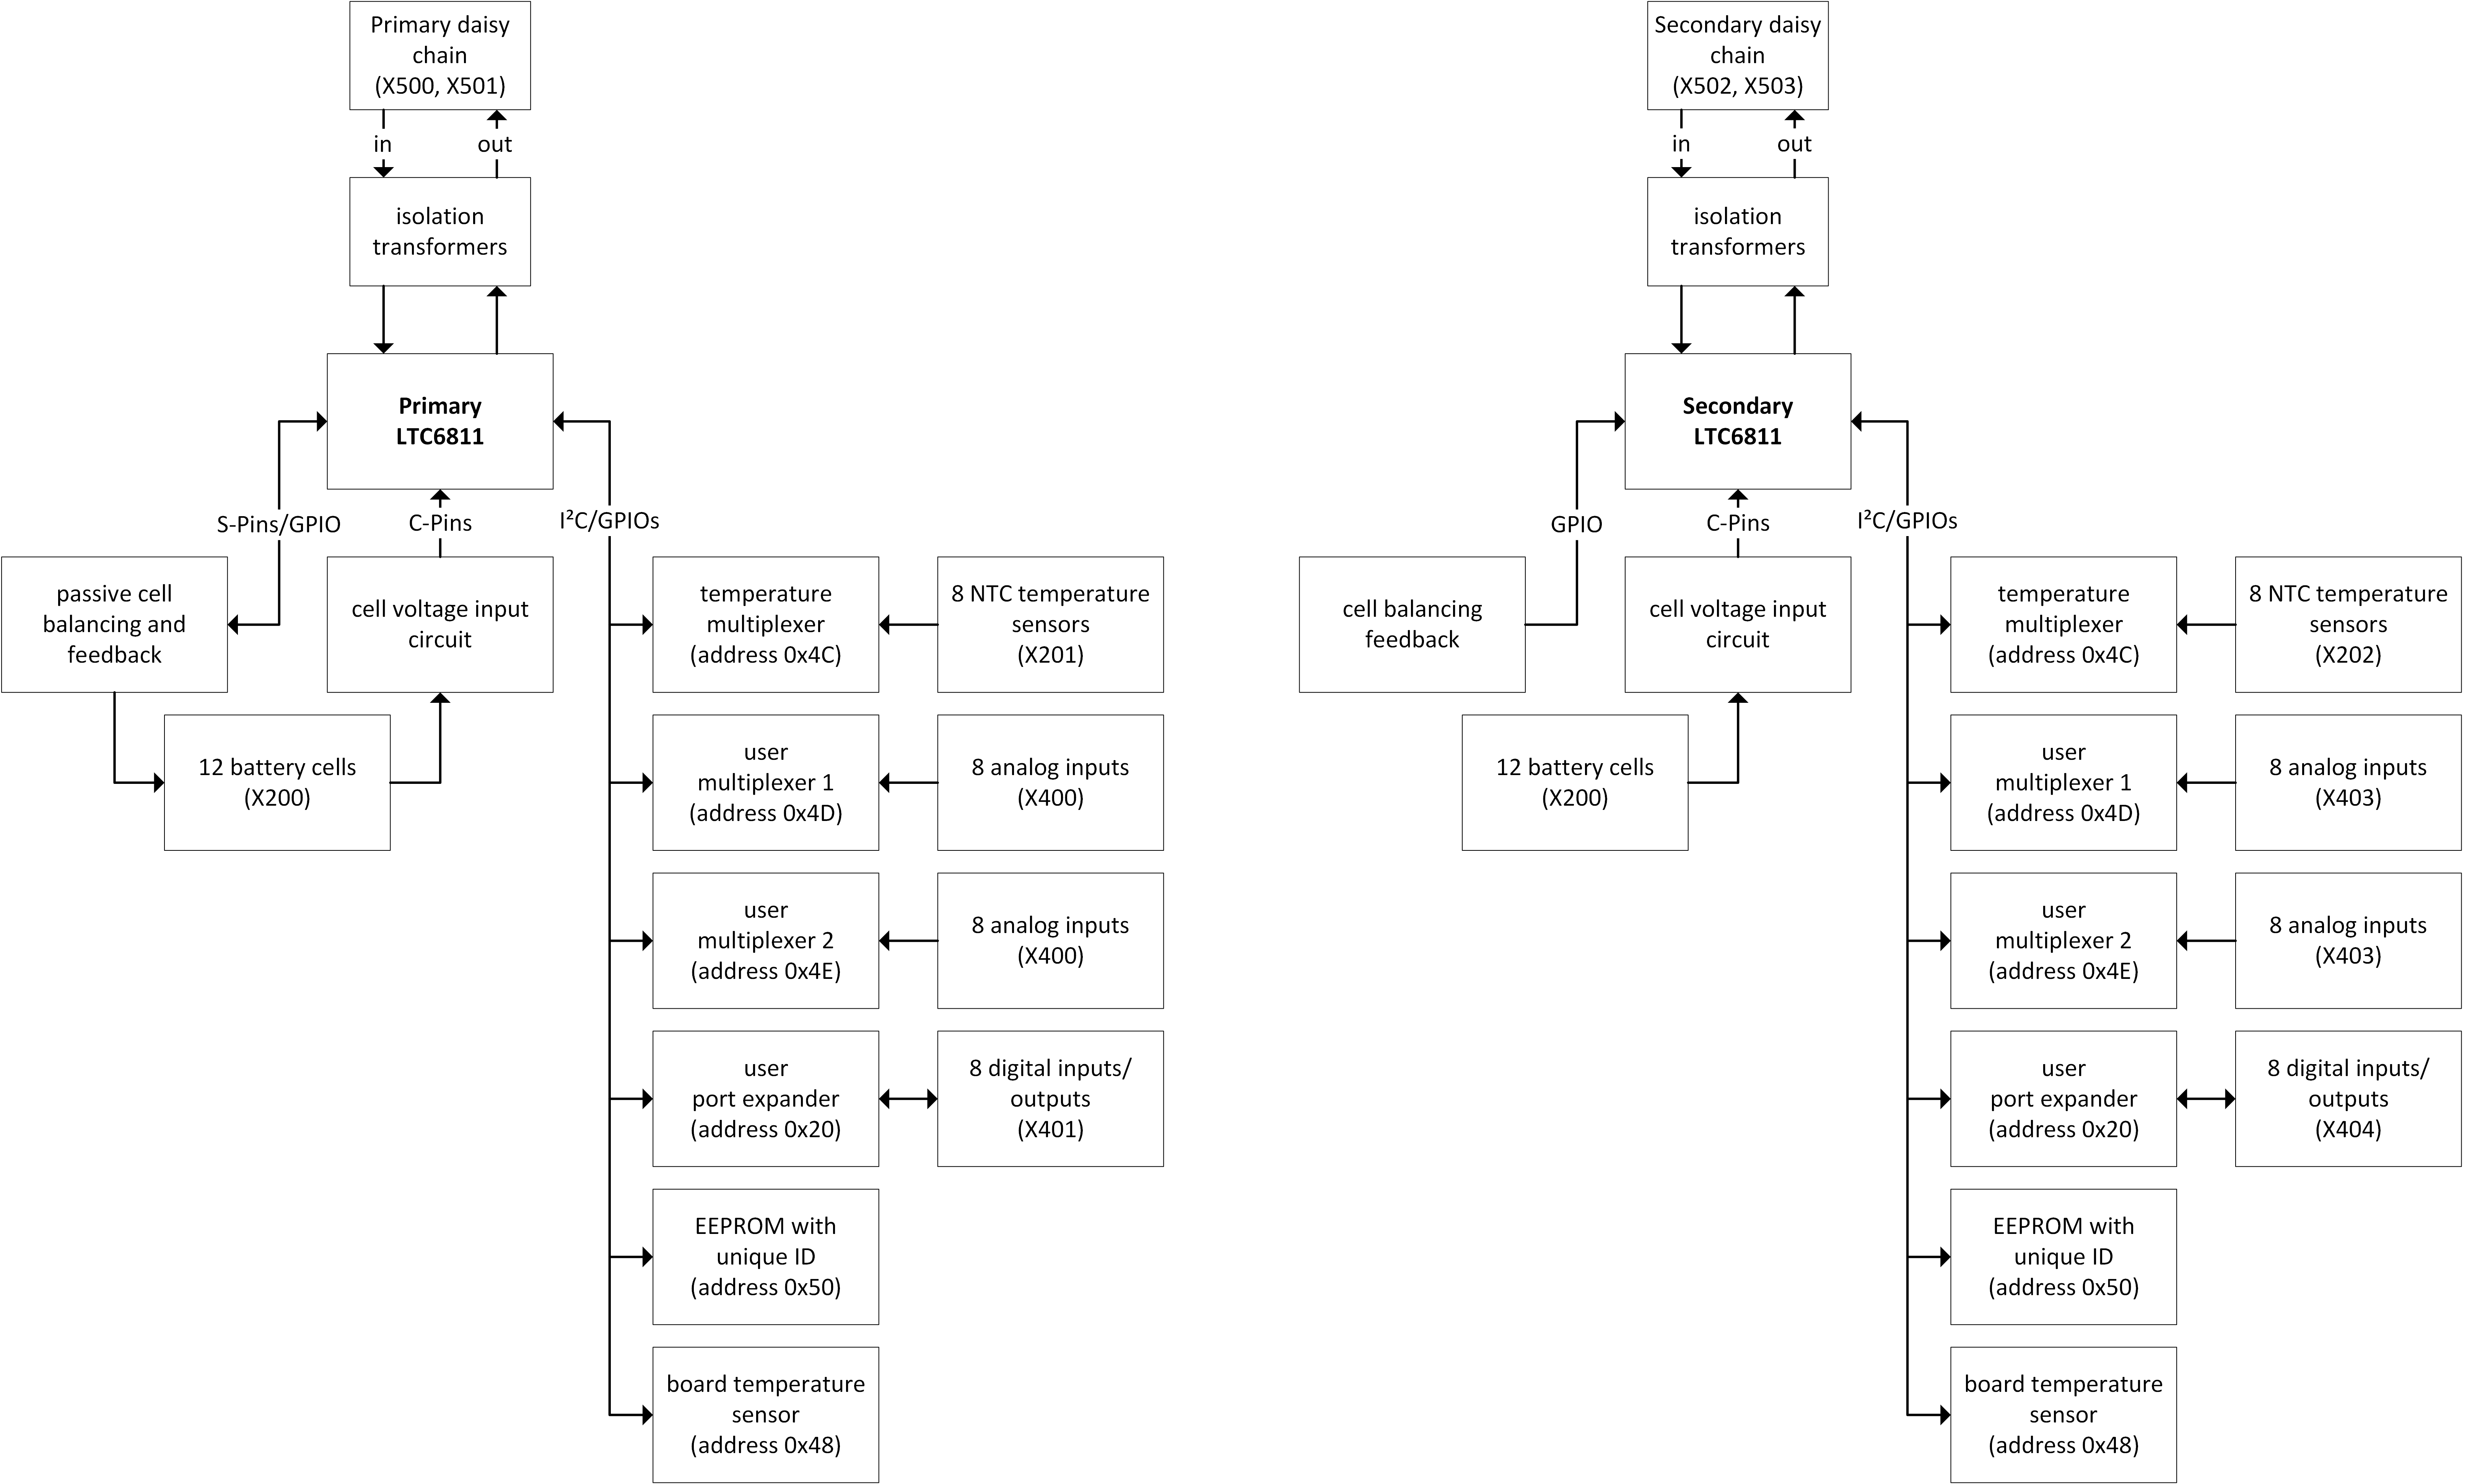 Primary daisy
chain
(X500, X501)
in
out
isolation
transformers
Primary
LTC6811
S-Pins/GPIO
C-Pins
I²C/GPIOs
passive cell
balancing and
feedback
cell voltage input
circuit
12 battery cells
(X200)
temperature
multiplexer
(address 0x4C)
8 NTC temperature
sensors
(X201)
user
multiplexer 1
(address 0x4D)
8 analog inputs
(X400)
user
multiplexer 2
(address 0x4E)
8 analog inputs
(X400)
user
port expander
(address 0x20)
8 digital inputs/
outputs
(X401)
EEPROM with
unique ID
(address 0x50)
board temperature
sensor
(address 0x48)
Secondary daisy
chain
(X502, X503)
in
out
isolation
transformers
Secondary
LTC6811
GPIO
C-Pins
I²C/GPIOs
cell balancing
feedback
cell voltage input
circuit
12 battery cells
(X200)
temperature
multiplexer
(address 0x4C)
8 NTC temperature
sensors
(X202)
user
multiplexer 1
(address 0x4D)
8 analog inputs
(X403)
user
multiplexer 2
(address 0x4E)
8 analog inputs
(X403)
user
port expander
(address 0x20)
8 digital inputs/
outputs
(X404)
EEPROM with
unique ID
(address 0x50)
board temperature
sensor
(address 0x48)